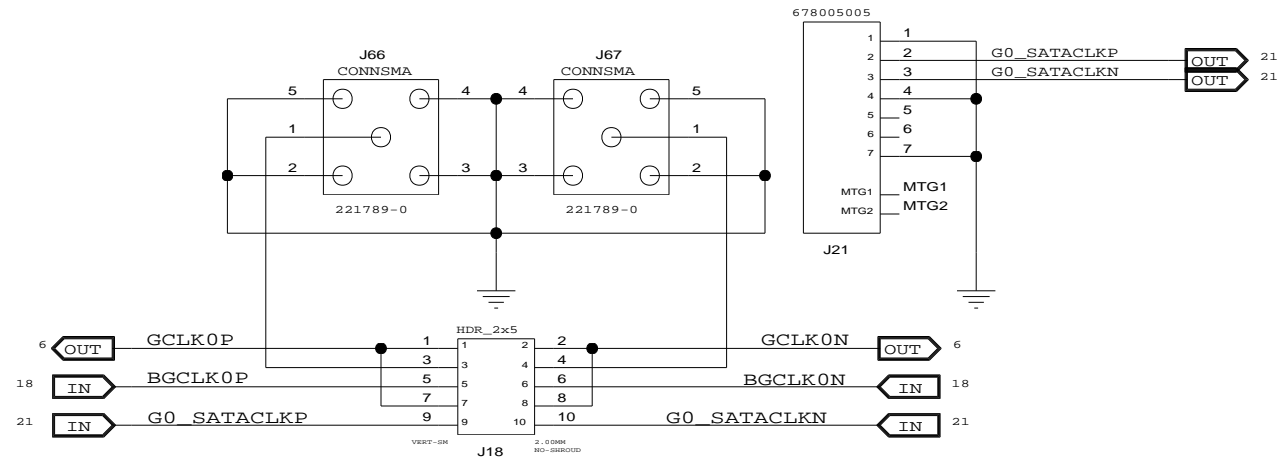 678005005
J66
CONNSMA
5
4
1
2
3
221789-0
J67
CONNSMA
4
5
1
3
2
221789-0
1 1
2 2 G0_SATACLKP OUT 21
3 3 G0_SATACLKN OUT 21
4 4
5 5
6 6
7 7
MTG1 MTG1
MTG2 MTG2
J21
HDR_2x5
6 OUT GCLK0P 1 1 2 2 GCLK0N OUT 6
3 3 4 4
18 IN BGCLK0P 5 5 6 6 BGCLK0N IN 18
7 7 8 8
21 IN G0_SATACLKP 9 9 10 10 G0_SATACLKN IN 21
VERT-SM
J18
2.00MM
NO-SHROUD